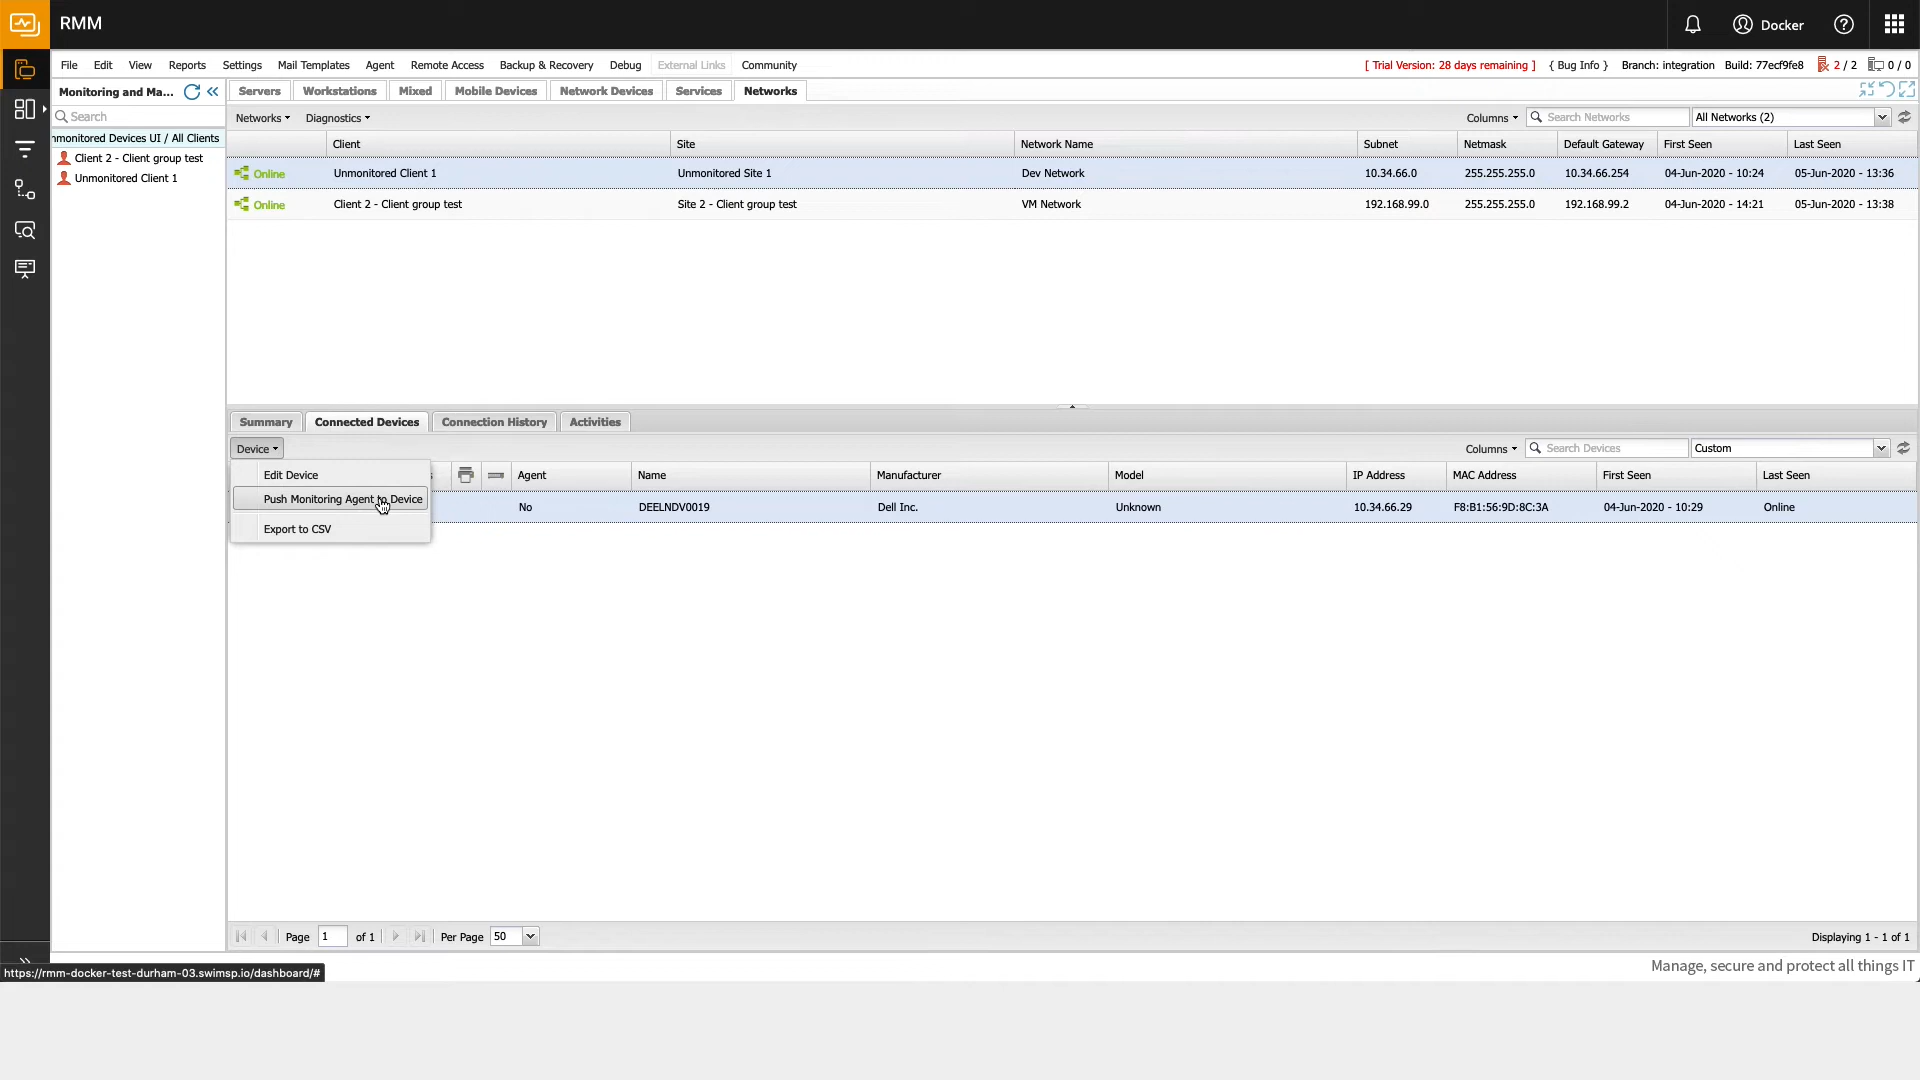 RMM
Docker
File Edit View Reports Settings Mail Templates Agent Remote Access Backup & Recovery Debug External Links Community
[ Trial Version: 28 days remaining ] { Bug Info } Branch: integration Build: 77ecf9fe8 2 / 2 0 / 0
Monitoring and Ma...
Search
Devices UI / All Clients
Client 2 - Client group test
Unmonitored Client 1
Servers Workstations Mixed Mobile Devices Network Devices Services Networks
Networks Diagnostics Columns Search Networks All Networks (2)
Client Site Network Name Subnet Netmask Default Gateway First Seen Last Seen
Online Unmonitored Client 1 Unmonitored Site 1 Dev Network 10.34.66.0 255.255.255.0 10.34.66.254 04-Jun-2020 - 10:24 05-Jun-2020 - 13:36
Online Client 2 - Client group test Site 2 - Client group test VM Network 192.168.99.0 255.255.255.0 192.168.99.2 04-Jun-2020 - 14:21 05-Jun-2020 - 13:38
Summary Connected Devices Connection History Activities
Device Columns Search Devices Custom
Edit Device
Push Monitoring Agent to Device
Export to CSV
Agent Name Manufacturer Model IP Address MAC Address First Seen Last Seen
No DEELNDV0019 Dell Inc. Unknown 10.34.66.29 F8:B1:56:9D:8C:3A 04-Jun-2020 - 10:29 Online
Page 1 of 1 Per Page 50 Displaying 1 - 1 of 1
https://rmm-docker-test-durham-03.swimsp.io/dashboard/#
Manage, secure and protect all things IT